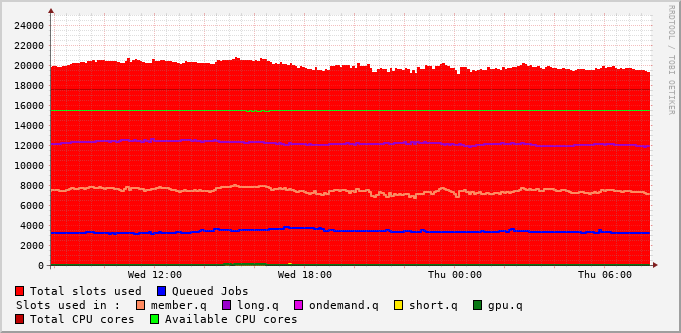 RRDTOOL / TOBI OETIKER
24000
22000
20000
18000
16000
14000
12000
10000
8000
6000
4000
2000
0
Wed 12:00 Wed 18:00 Thu 00:00 Thu 06:00
Total slots used Queued Jobs
Slots used in : member.q long.q ondemand.q short.q gpu.q
Total CPU cores Available CPU cores